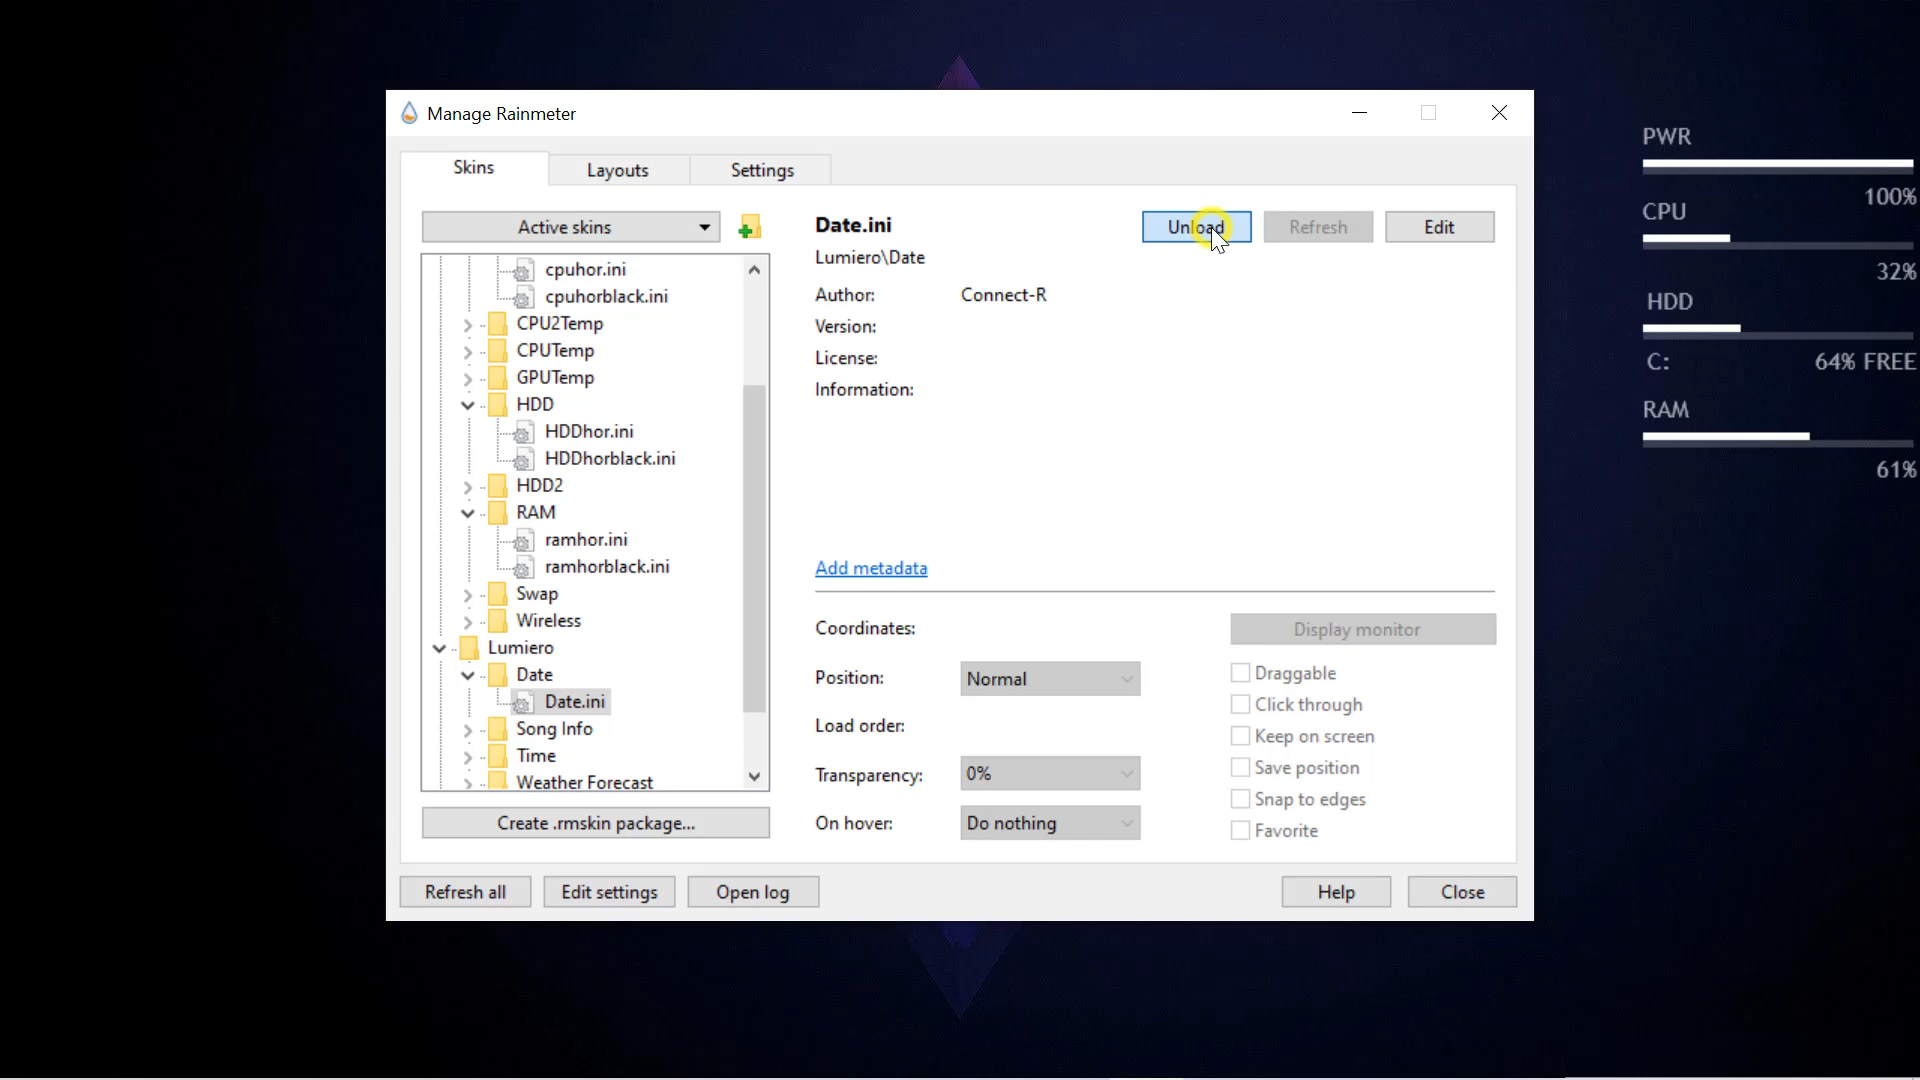 Manage Rainmeter
Skins
Layouts
Settings
Active skins
cpuhor.ini
cpuhorblack.ini
CPU2Temp
CPUTemp
GPUTemp
HDD
HDDhor.ini
HDDhorblack.ini
HDD2
RAM
ramhor.ini
ramhorblack.ini
Swap
Wireless
Lumiero
Date
Date.ini
Song Info
Time
Weather Forecast
Create .rmskin package...
Date.ini
Unload
Refresh
Edit
Lumiero\Date
Author: Connect-R
Version:
License:
Information:
Add metadata
Coordinates:
Display monitor
Position: Normal
Load order:
Transparency: 0%
On hover: Do nothing
Draggable
Click through
Keep on screen
Save position
Snap to edges
Favorite
Refresh all
Edit settings
Open log
Help
Close
PWR
100%
CPU
32%
HDD
C: 64% FREE
RAM
61%